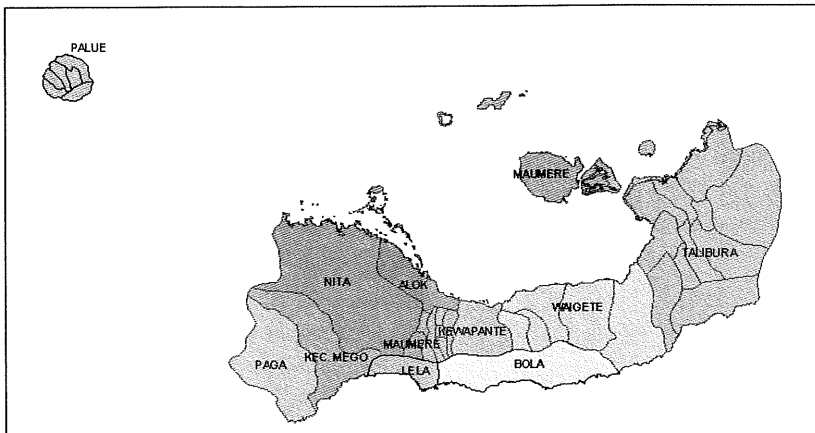 PALUE
MAUMERE
TALIBURA
NITA
ALOK
WAIGETE
KEWAPANTE
MAUMERE
PAGA
KEC. MEGO
LELA
BOLA